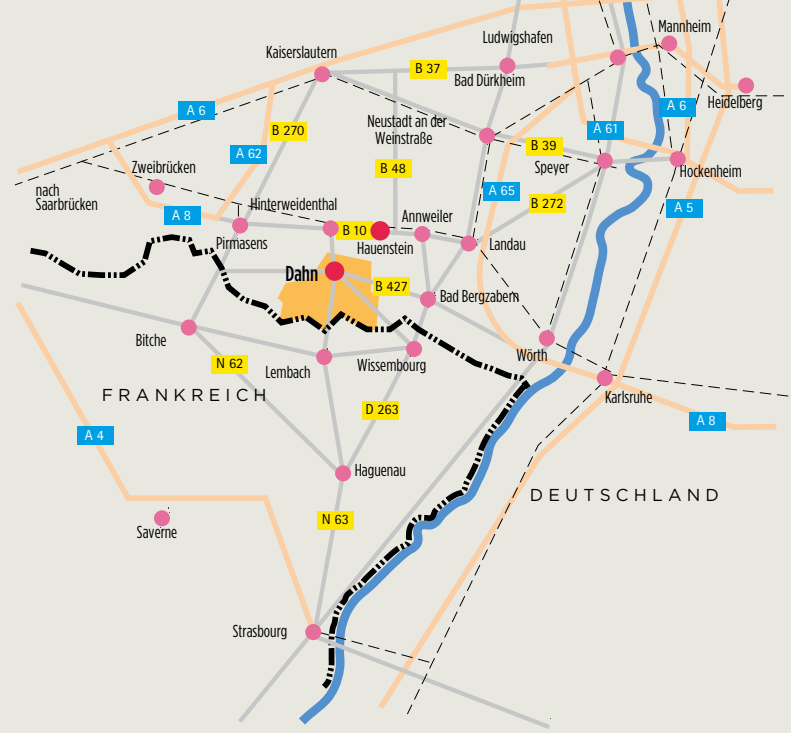 Mannheim
Ludwigshafen
Kaiserslautern
B 37
Bad Dürkheim
Heidelberg
A 6
A 6
Neustadt an der
Weinstraße
B 270
A 61
A 62
B 39
Speyer
B 48
Zweibrücken
Hockenheim
nach
Saarbrücken
A 65
B 272
Hinterweidenthal
A 8
Annweiler
A 5
B 10
Pirmasens
Hauenstein
Landau
Dahn
B 427
Bad Bergzabern
Bitche
Wörth
N 62
Lembach
Wissembourg
FRANKREICH
Karlsruhe
D 263
A 8
A 4
Haguenau
DEUTSCHLAND
N 63
Saverne
Strasbourg